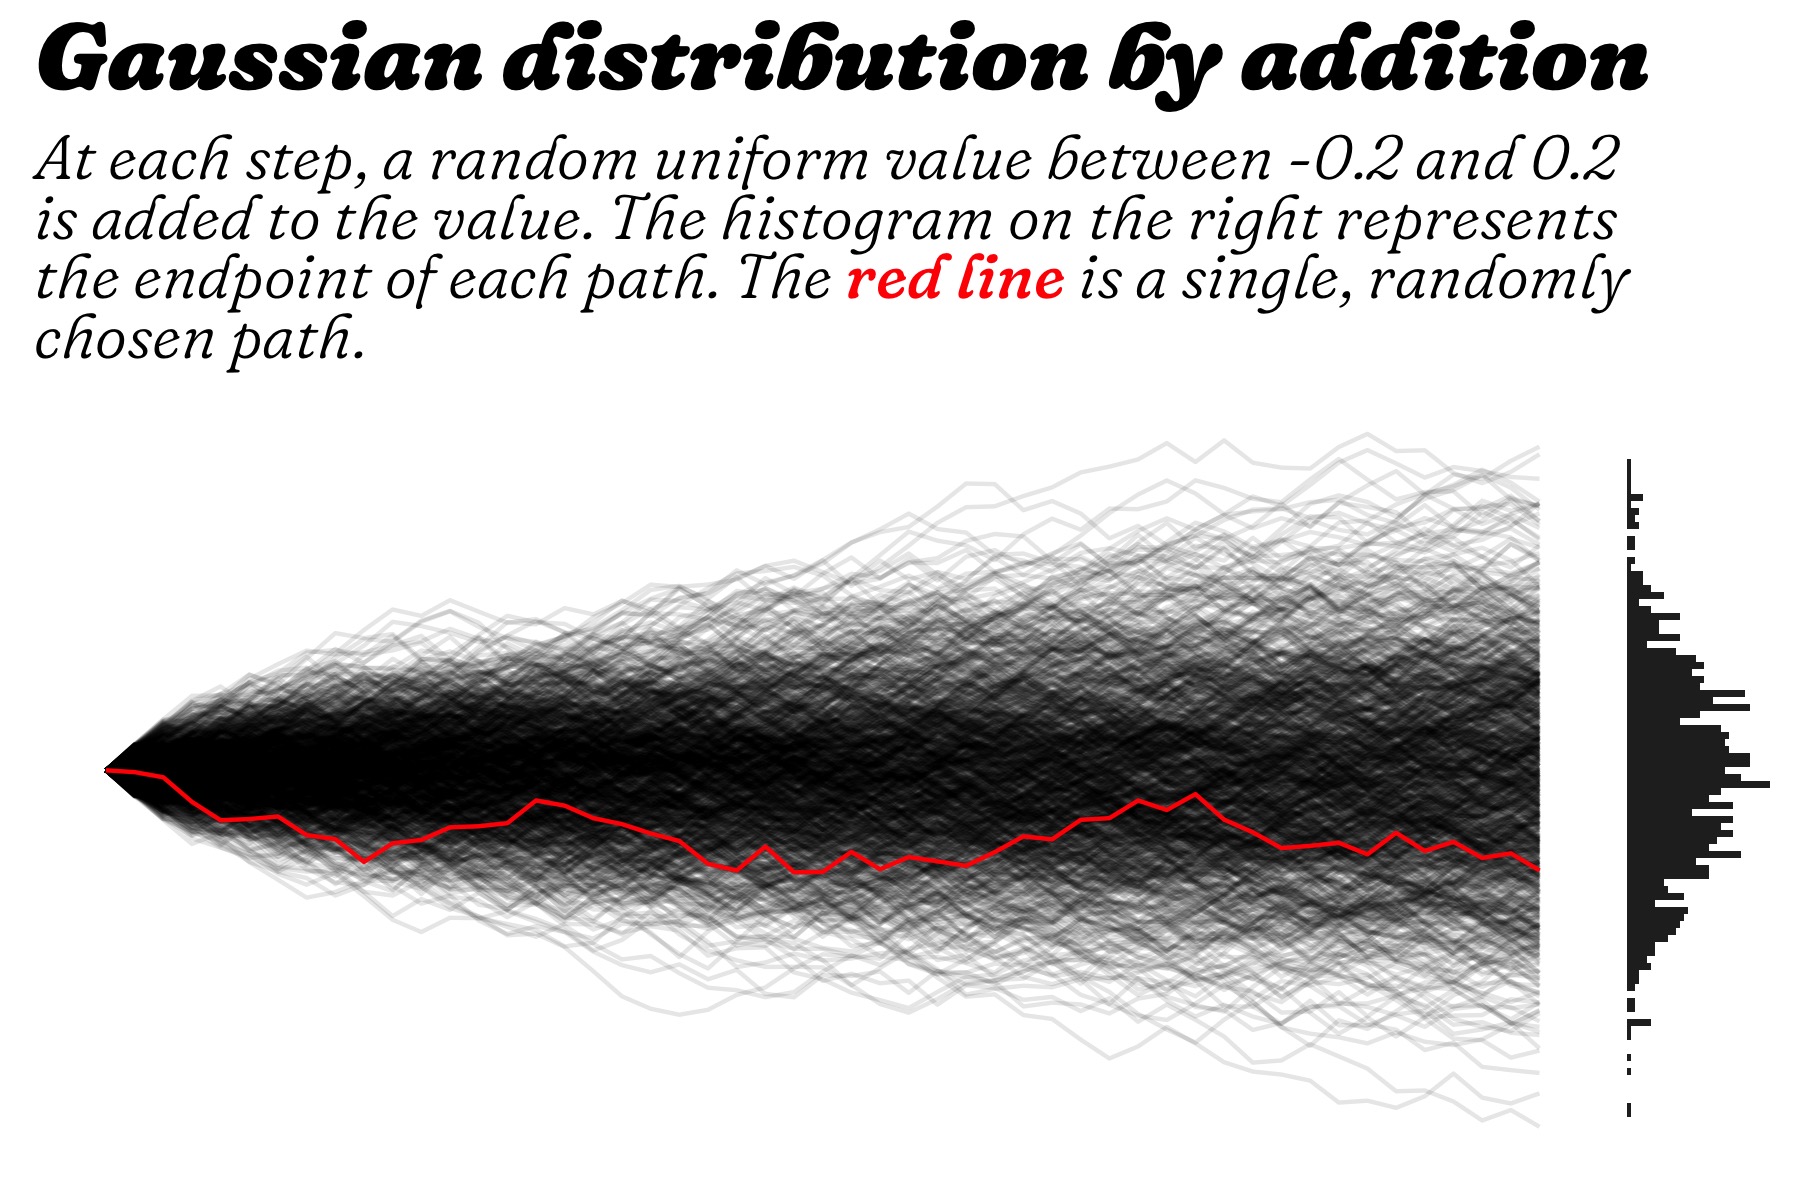 Gaussian distribution by addition
At each step, a random uniform value between -0.2 and 0.2
is added to the value. The histogram on the right represents
the endpoint of each path. The red line is a single, randomly
chosen path.